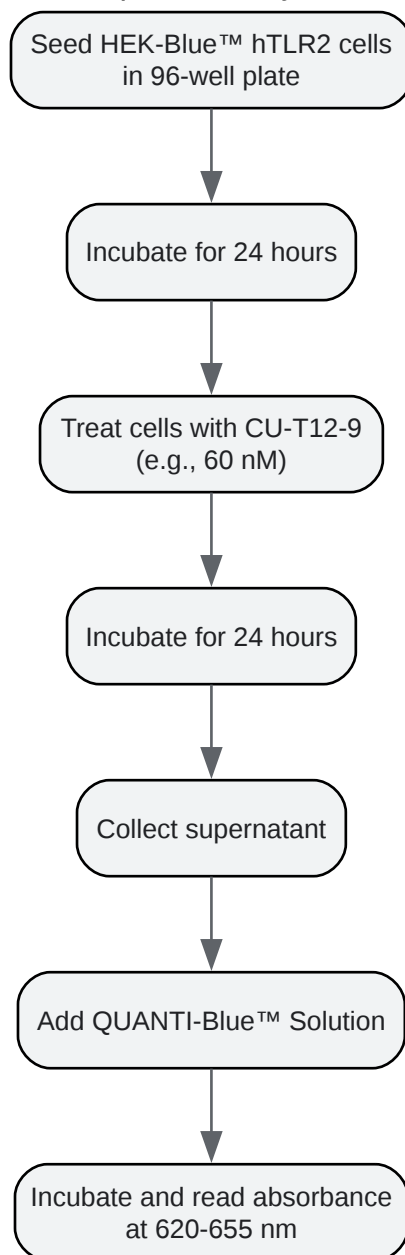 Seed HEK-Blue™ hTLR2 cells
in 96-well plate
Incubate for 24 hours
Treat cells with CU-T12-9
(e.g., 60 nM)
Incubate for 24 hours
Collect supernatant
Add QUANTI-Blue™ Solution
Incubate and read absorbance
at 620-655 nm